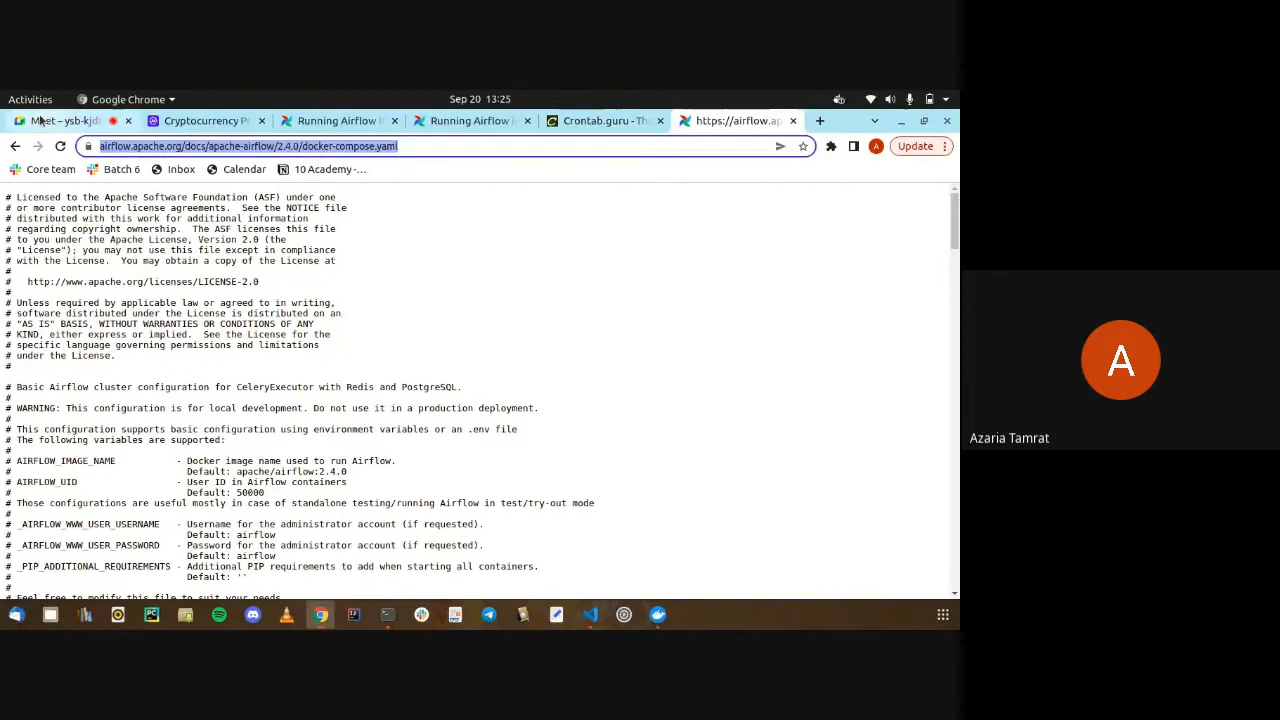 Activities
Google Chrome
Sep 20 13:25
Meet – ysb-kjd
Cryptocurrency P
Running Airflow i
Running Airflow i
Crontab.guru - Th
https://airflow.ap
airflow.apache.org/docs/apache-airflow/2.4.0/docker-compose.yaml
A
Update
Core team
Batch 6
Inbox
Calendar
10 Academy -...
# Licensed to the Apache Software Foundation (ASF) under one
# or more contributor license agreements.  See the NOTICE file
# distributed with this work for additional information
# regarding copyright ownership.  The ASF licenses this file
# to you under the Apache License, Version 2.0 (the
# "License"); you may not use this file except in compliance
# with the License.  You may obtain a copy of the License at
#
#   http://www.apache.org/licenses/LICENSE-2.0
#
# Unless required by applicable law or agreed to in writing,
# software distributed under the License is distributed on an
# "AS IS" BASIS, WITHOUT WARRANTIES OR CONDITIONS OF ANY
# KIND, either express or implied.  See the License for the
# specific language governing permissions and limitations
# under the License.
#
# Basic Airflow cluster configuration for CeleryExecutor with Redis and PostgreSQL.
#
# WARNING: This configuration is for local development. Do not use it in a production deployment.
#
# This configuration supports basic configuration using environment variables or an .env file
# The following variables are supported:
#
# AIRFLOW_IMAGE_NAME           - Docker image name used to run Airflow.
#                                Default: apache/airflow:2.4.0
# AIRFLOW_UID                  - User ID in Airflow containers
#                                Default: 50000
# Those configurations are useful mostly in case of standalone testing/running Airflow in test/try-out mode
#
# _AIRFLOW_WWW_USER_USERNAME   - Username for the administrator account (if requested).
#                                Default: airflow
# _AIRFLOW_WWW_USER_PASSWORD   - Password for the administrator account (if requested).
#                                Default: airflow
# _PIP_ADDITIONAL_REQUIREMENTS - Additional PIP requirements to add when starting all containers.
#                                Default: ''
#
# Feel free to modify this file to suit your needs.
A
Azaria Tamrat